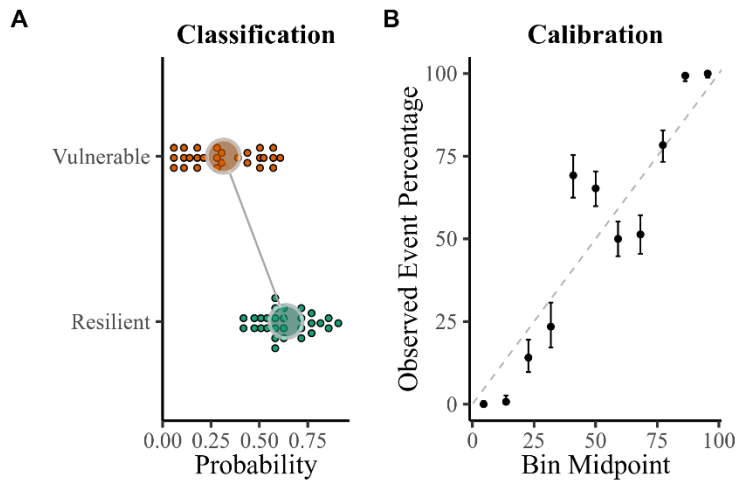 A
Classification
Vulnerable
Resilient
0.00 0.25 0.50 0.75
Probability
B
Calibration
Observed Event Percentage
100
75
50
25
0
0 25 50 75 100
Bin Midpoint